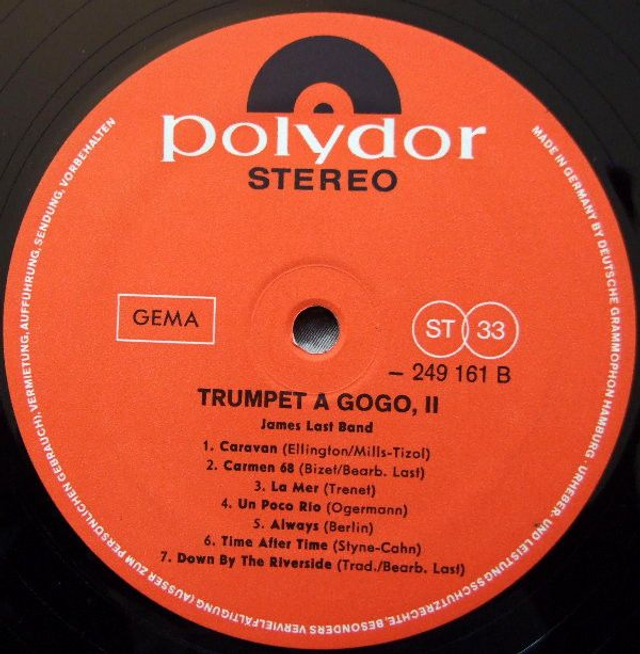 polydor
STEREO
GEMA
ST 33
– 249 161 B
TRUMPET A GOGO, II
James Last Band
1. Caravan (Ellington/Mills-Tizol)
2. Carmen 68 (Bizet/Bearb. Last)
3. La Mer (Trenet)
4. Un Poco Rio (Ogermann)
5. Always (Berlin)
6. Time After Time (Styne-Cahn)
7. Down By The Riverside (Trad./Bearb. Last)
MADE IN GERMANY BY DEUTSCHE GRAMMOPHON HAMBURG · URHEBER- UND LEISTUNGSSCHUTZRECHTE, BESONDERS VERVIELFÄLTIGUNG (AUSSER ZUM PERSÖNLICHEN GEBRAUCH), VERMIETUNG, AUFFÜHRUNG, SENDUNG, VORBEHALTEN